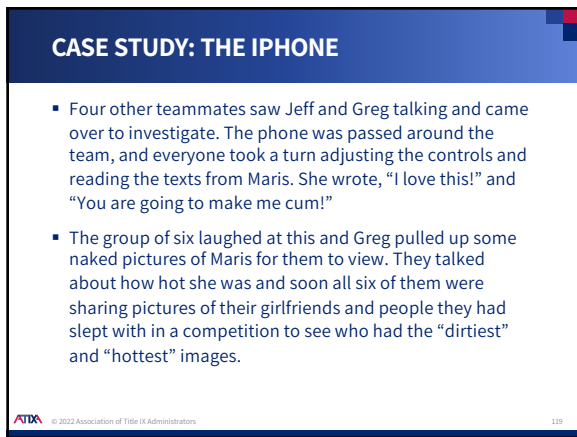 CASE STUDY: THE IPHONE
▪ Four other teammates saw Jeff and Greg talking and came
over to investigate. The phone was passed around the
team, and everyone took a turn adjusting the controls and
reading the texts from Maris. She wrote, “I love this!” and
“You are going to make me cum!”
▪ The group of six laughed at this and Greg pulled up some
naked pictures of Maris for them to view. They talked
about how hot she was and soon all six of them were
sharing pictures of their girlfriends and people they had
slept with in a competition to see who had the “dirtiest”
and “hottest” images.
ATIXA © 2022 Association of Title IX Administrators 119